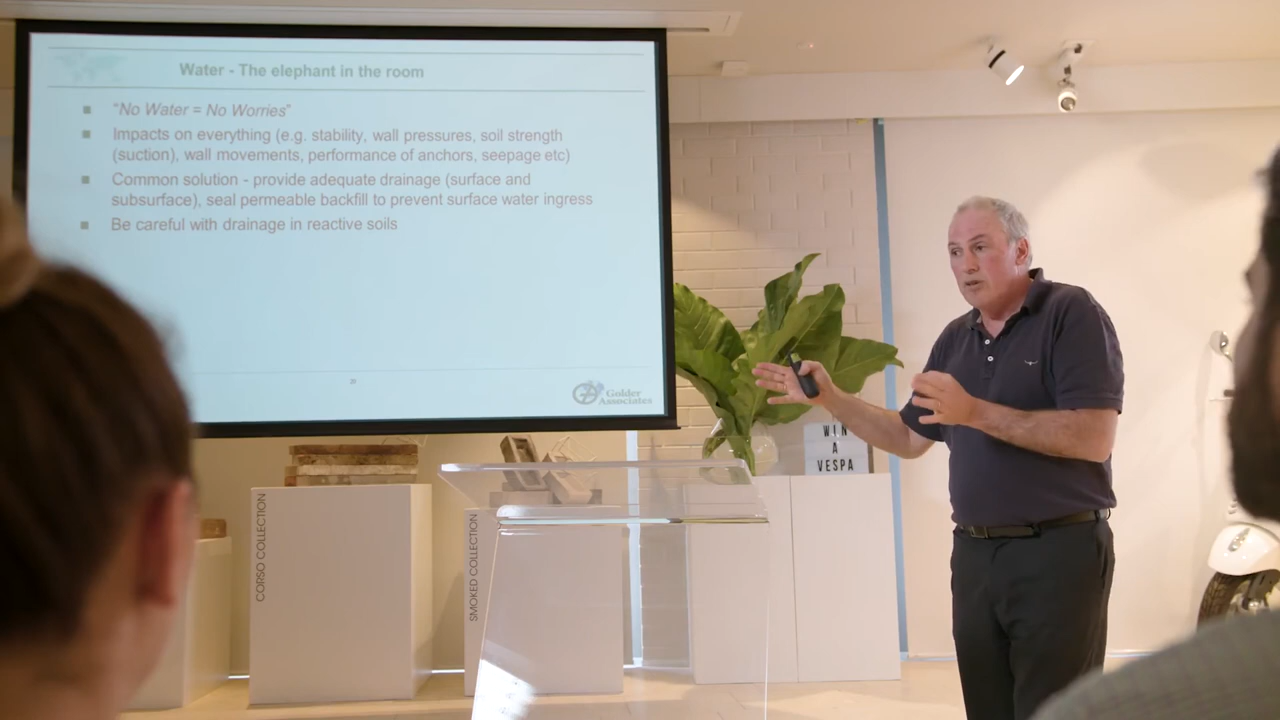 Water - The elephant in the room
"No Water = No Worries"
Impacts on everything (e.g. stability, wall pressures, soil strength
(suction), wall movements, performance of anchors, seepage etc)
Common solution - provide adequate drainage (surface and
subsurface), seal permeable backfill to prevent surface water ingress
Be careful with drainage in reactive soils
Golder
Associates
WIN
A
VESPA
CORSO COLLECTION
SMOKED COLLECTION